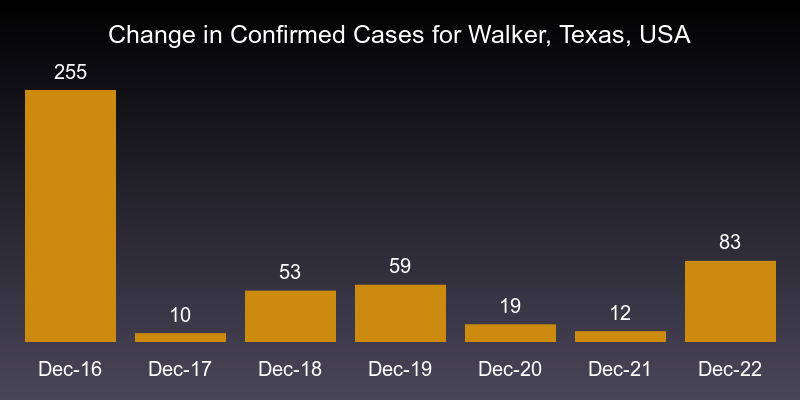 Change in Confirmed Cases for Walker, Texas, USA
255
10
53
59
19
12
83
Dec-16
Dec-17
Dec-18
Dec-19
Dec-20
Dec-21
Dec-22